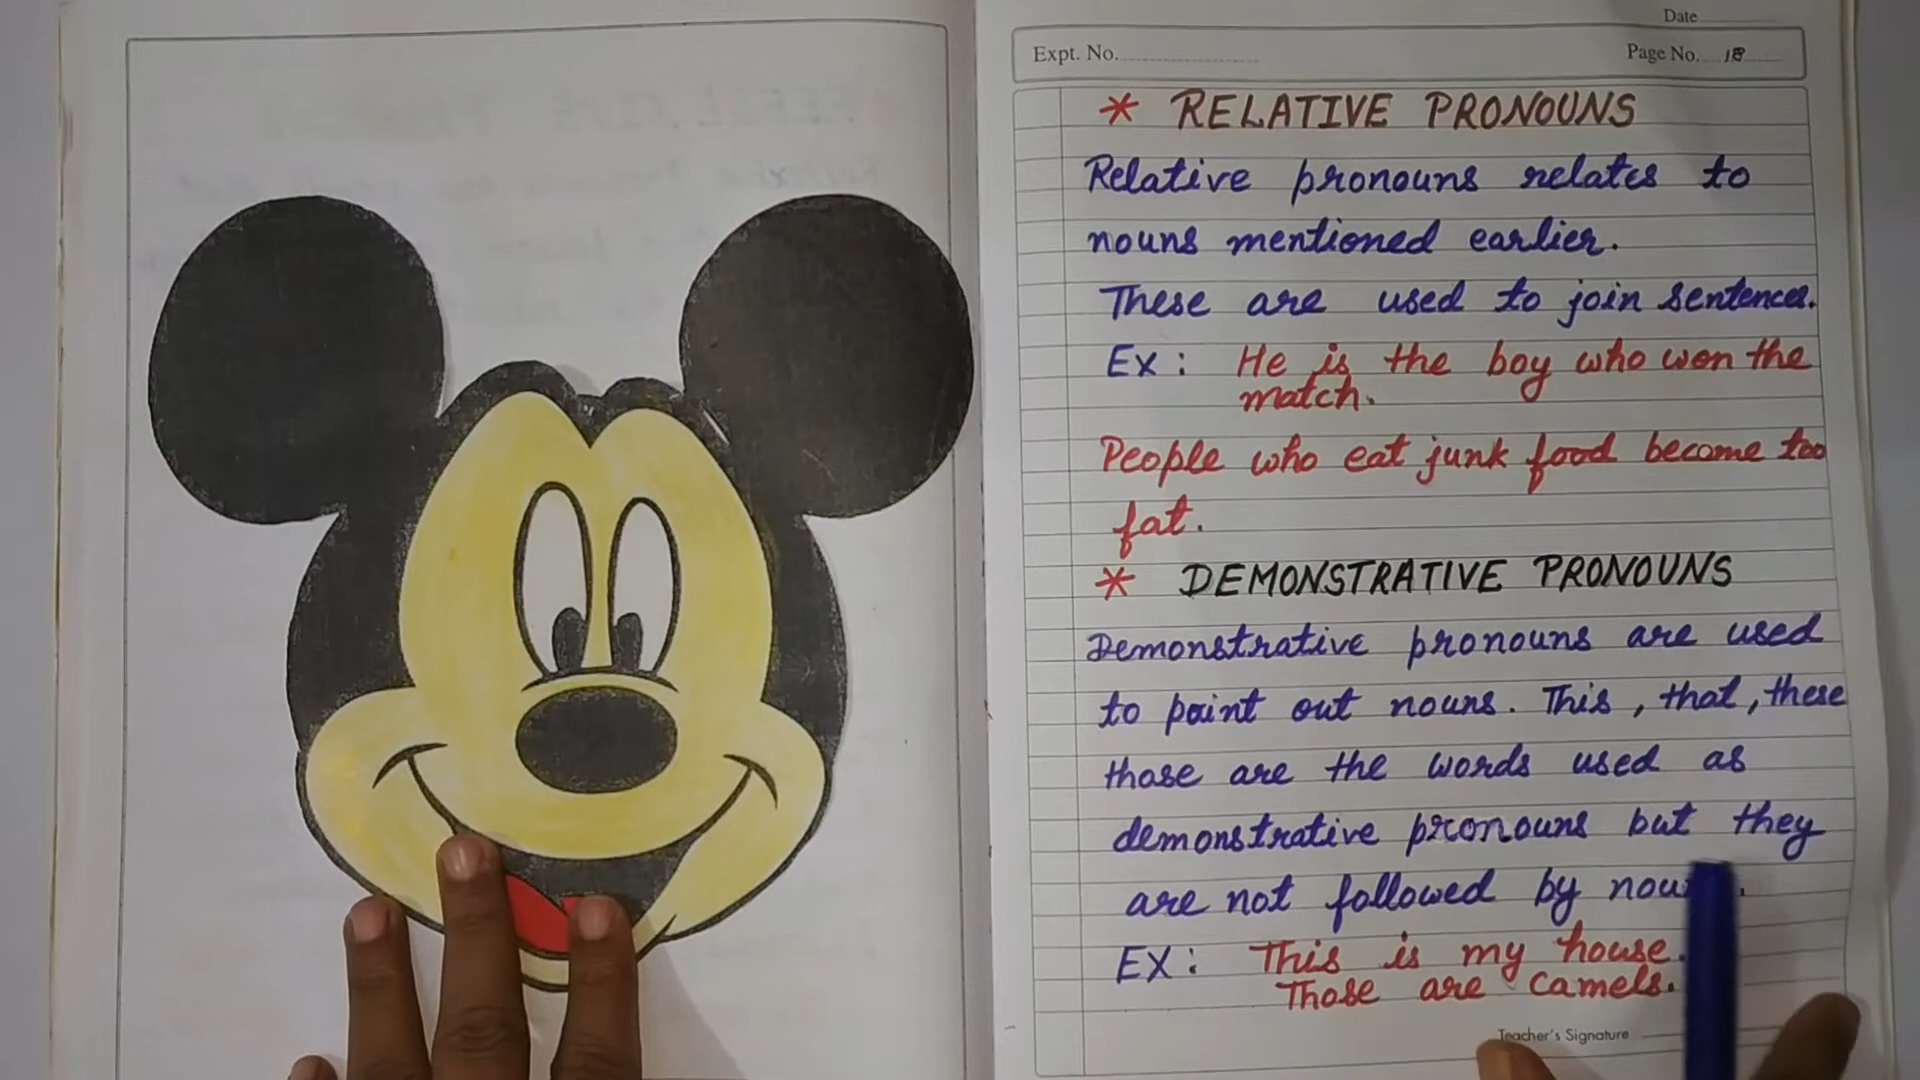 Date
Expt. No.
Page No. 18
* RELATIVE PRONOUNS
Relative pronouns relates to
nouns mentioned earlier.
These are used to join sentences.
Ex : He is the boy who won the
match.
People who eat junk food become too
fat.
* DEMONSTRATIVE PRONOUNS
Demonstrative pronouns are used
to point out nouns. This, that, these
those are the words used as
demonstrative pronouns but they
are not followed by
EX : This is my house.
Those are camels.
Teacher's Signature